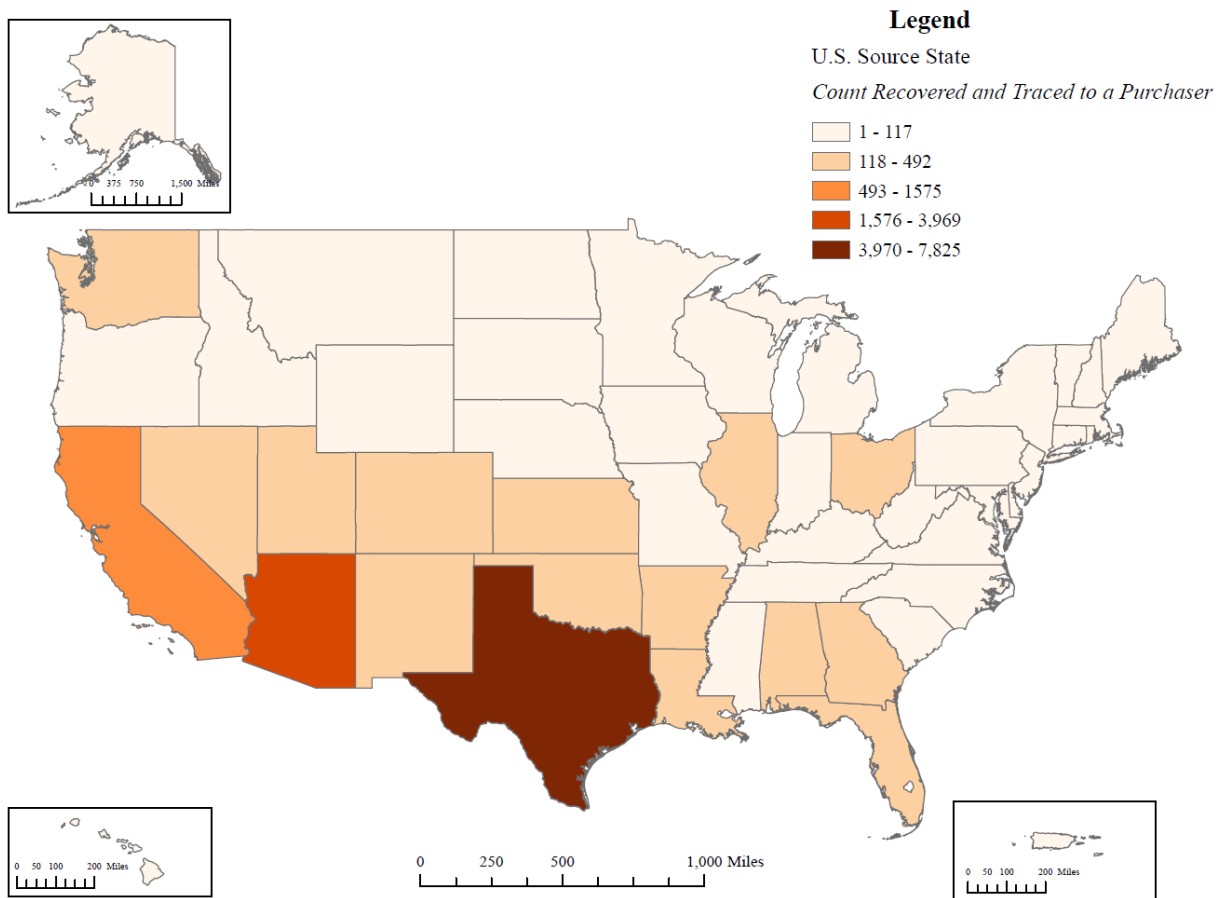 Legend
U.S. Source State
Count Recovered and Traced to a Purchaser
1 - 117
118 - 492
493 - 1575
1,576 - 3,969
3,970 - 7,825
0 375 750 1,500 Miles
0 50 100 200 Miles
0 250 500 1,000 Miles
0 50 100 200 Miles